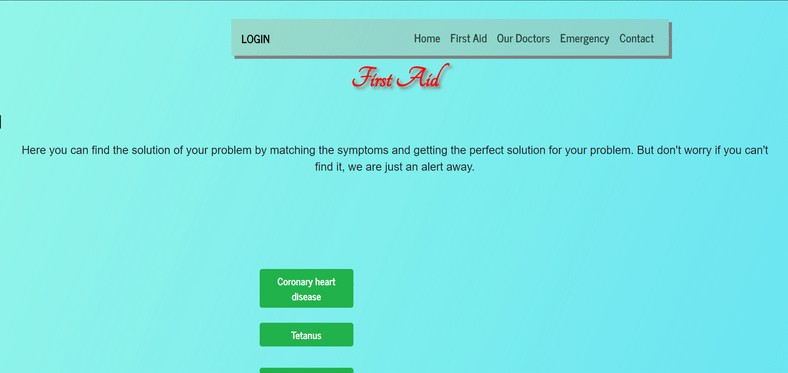 LOGIN Home First Aid Our Doctors Emergency Contact
First Aid
Here you can find the solution of your problem by matching the symptoms and getting the perfect solution for your problem. But don't worry if you can't
find it, we are just an alert away.
Coronary heart
disease
Tetanus